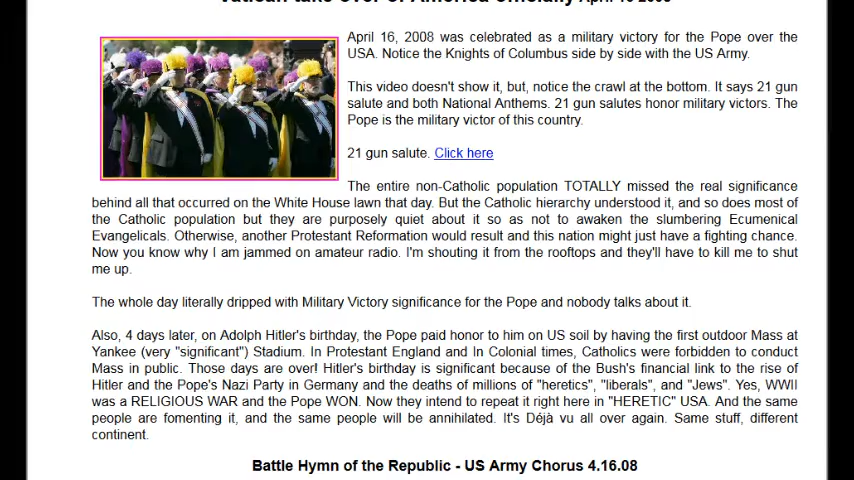 Vatican take over of America Officially April 16 2008
April 16, 2008 was celebrated as a military victory for the Pope over the
USA. Notice the Knights of Columbus side by side with the US Army.
This video doesn't show it, but, notice the crawl at the bottom. It says 21 gun
salute and both National Anthems. 21 gun salutes honor military victors. The
Pope is the military victor of this country.
21 gun salute. Click here
The entire non-Catholic population TOTALLY missed the real significance
behind all that occurred on the White House lawn that day. But the Catholic hierarchy understood it, and so does most of
the Catholic population but they are purposely quiet about it so as not to awaken the slumbering Ecumenical
Evangelicals. Otherwise, another Protestant Reformation would result and this nation might just have a fighting chance.
Now you know why I am jammed on amateur radio. I'm shouting it from the rooftops and they'll have to kill me to shut
me up.
The whole day literally dripped with Military Victory significance for the Pope and nobody talks about it.
Also, 4 days later, on Adolph Hitler's birthday, the Pope paid honor to him on US soil by having the first outdoor Mass at
Yankee (very "significant") Stadium. In Protestant England and In Colonial times, Catholics were forbidden to conduct
Mass in public. Those days are over! Hitler's birthday is significant because of the Bush's financial link to the rise of
Hitler and the Pope's Nazi Party in Germany and the deaths of millions of "heretics", "liberals", and "Jews". Yes, WWII
was a RELIGIOUS WAR and the Pope WON. Now they intend to repeat it right here in "HERETIC" USA. And the same
people are fomenting it, and the same people will be annihilated. It's Déjà vu all over again. Same stuff, different
continent.
Battle Hymn of the Republic - US Army Chorus 4.16.08